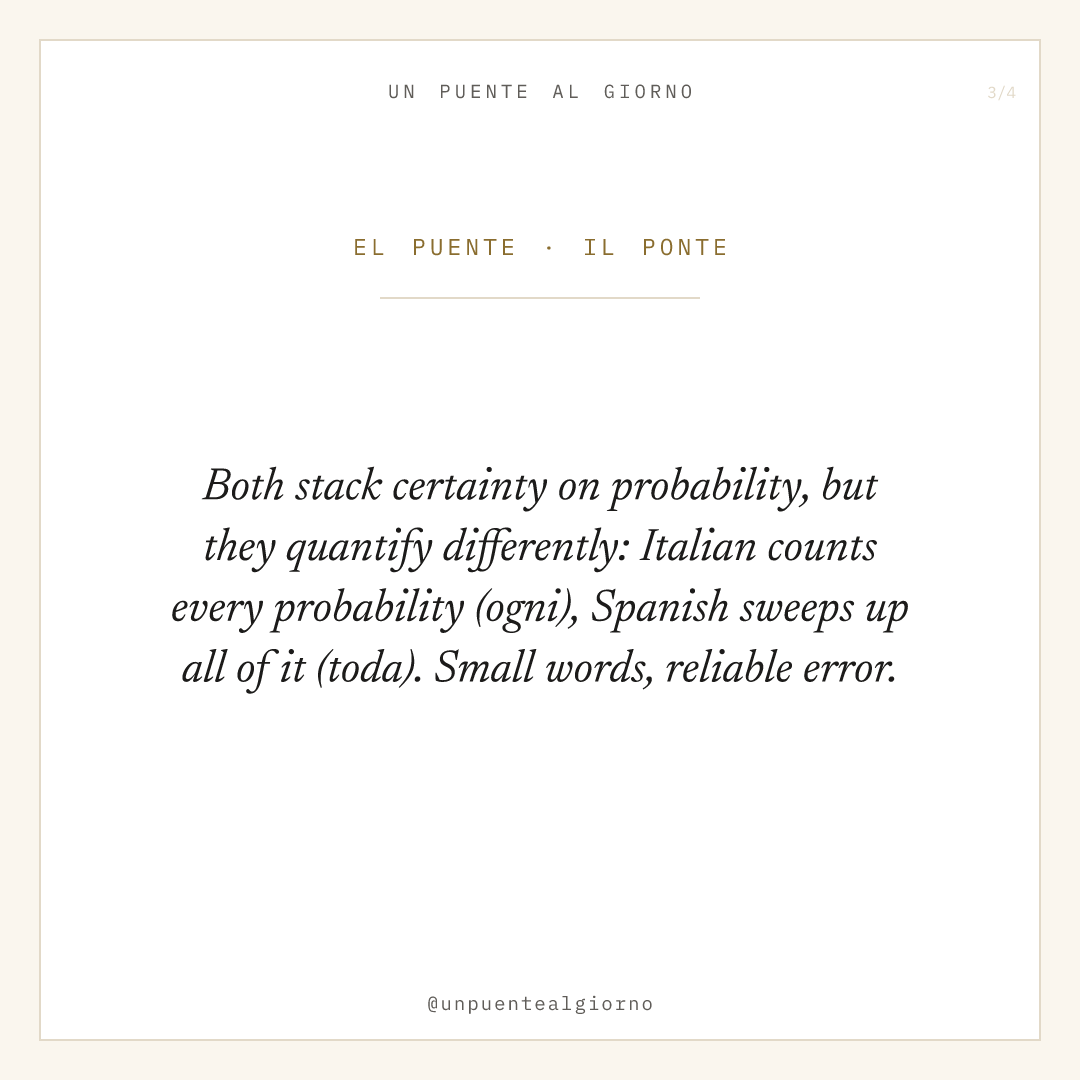 UN PUENTE AL GIORNO
3/4
EL PUENTE · IL PONTE
Both stack certainty on probability, but
they quantify differently: Italian counts
every probability (ogni), Spanish sweeps up
all of it (toda). Small words, reliable error.
@unpuentealgiorno